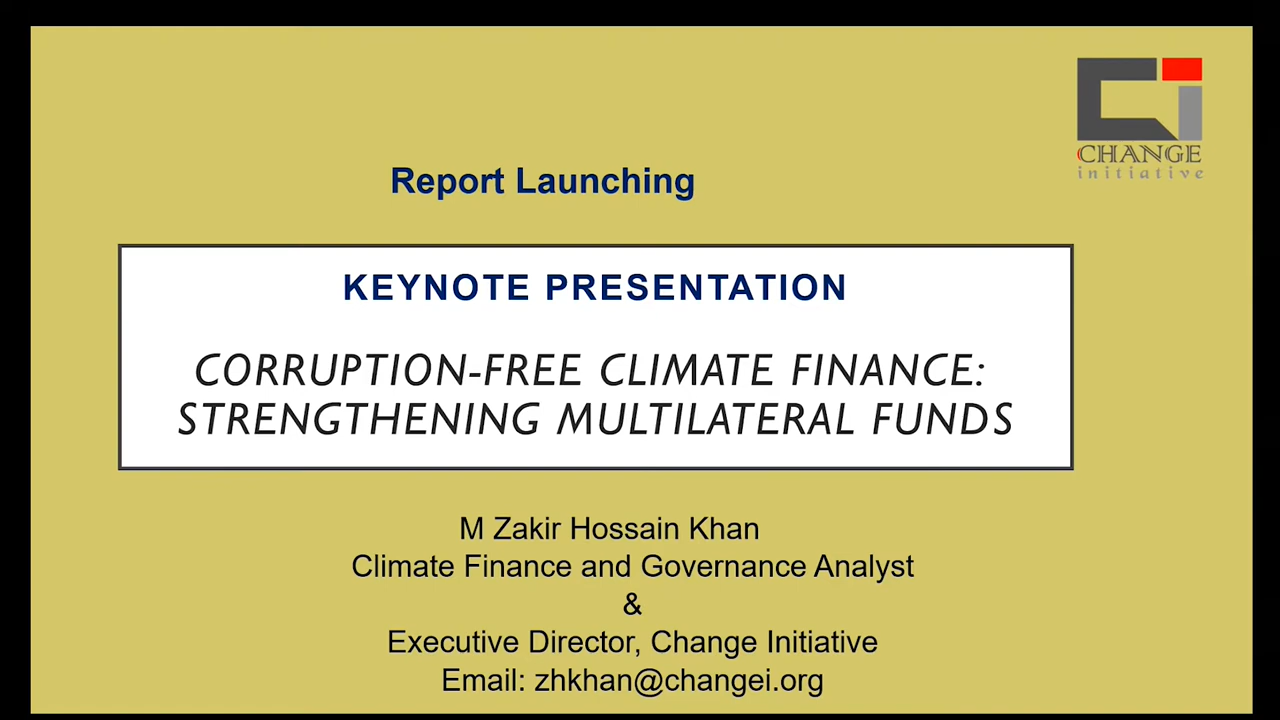 CHANGE
initiative
Report Launching
KEYNOTE PRESENTATION
CORRUPTION-FREE CLIMATE FINANCE:
STRENGTHENING MULTILATERAL FUNDS
M Zakir Hossain Khan
Climate Finance and Governance Analyst
&
Executive Director, Change Initiative
Email: zhkhan@changei.org